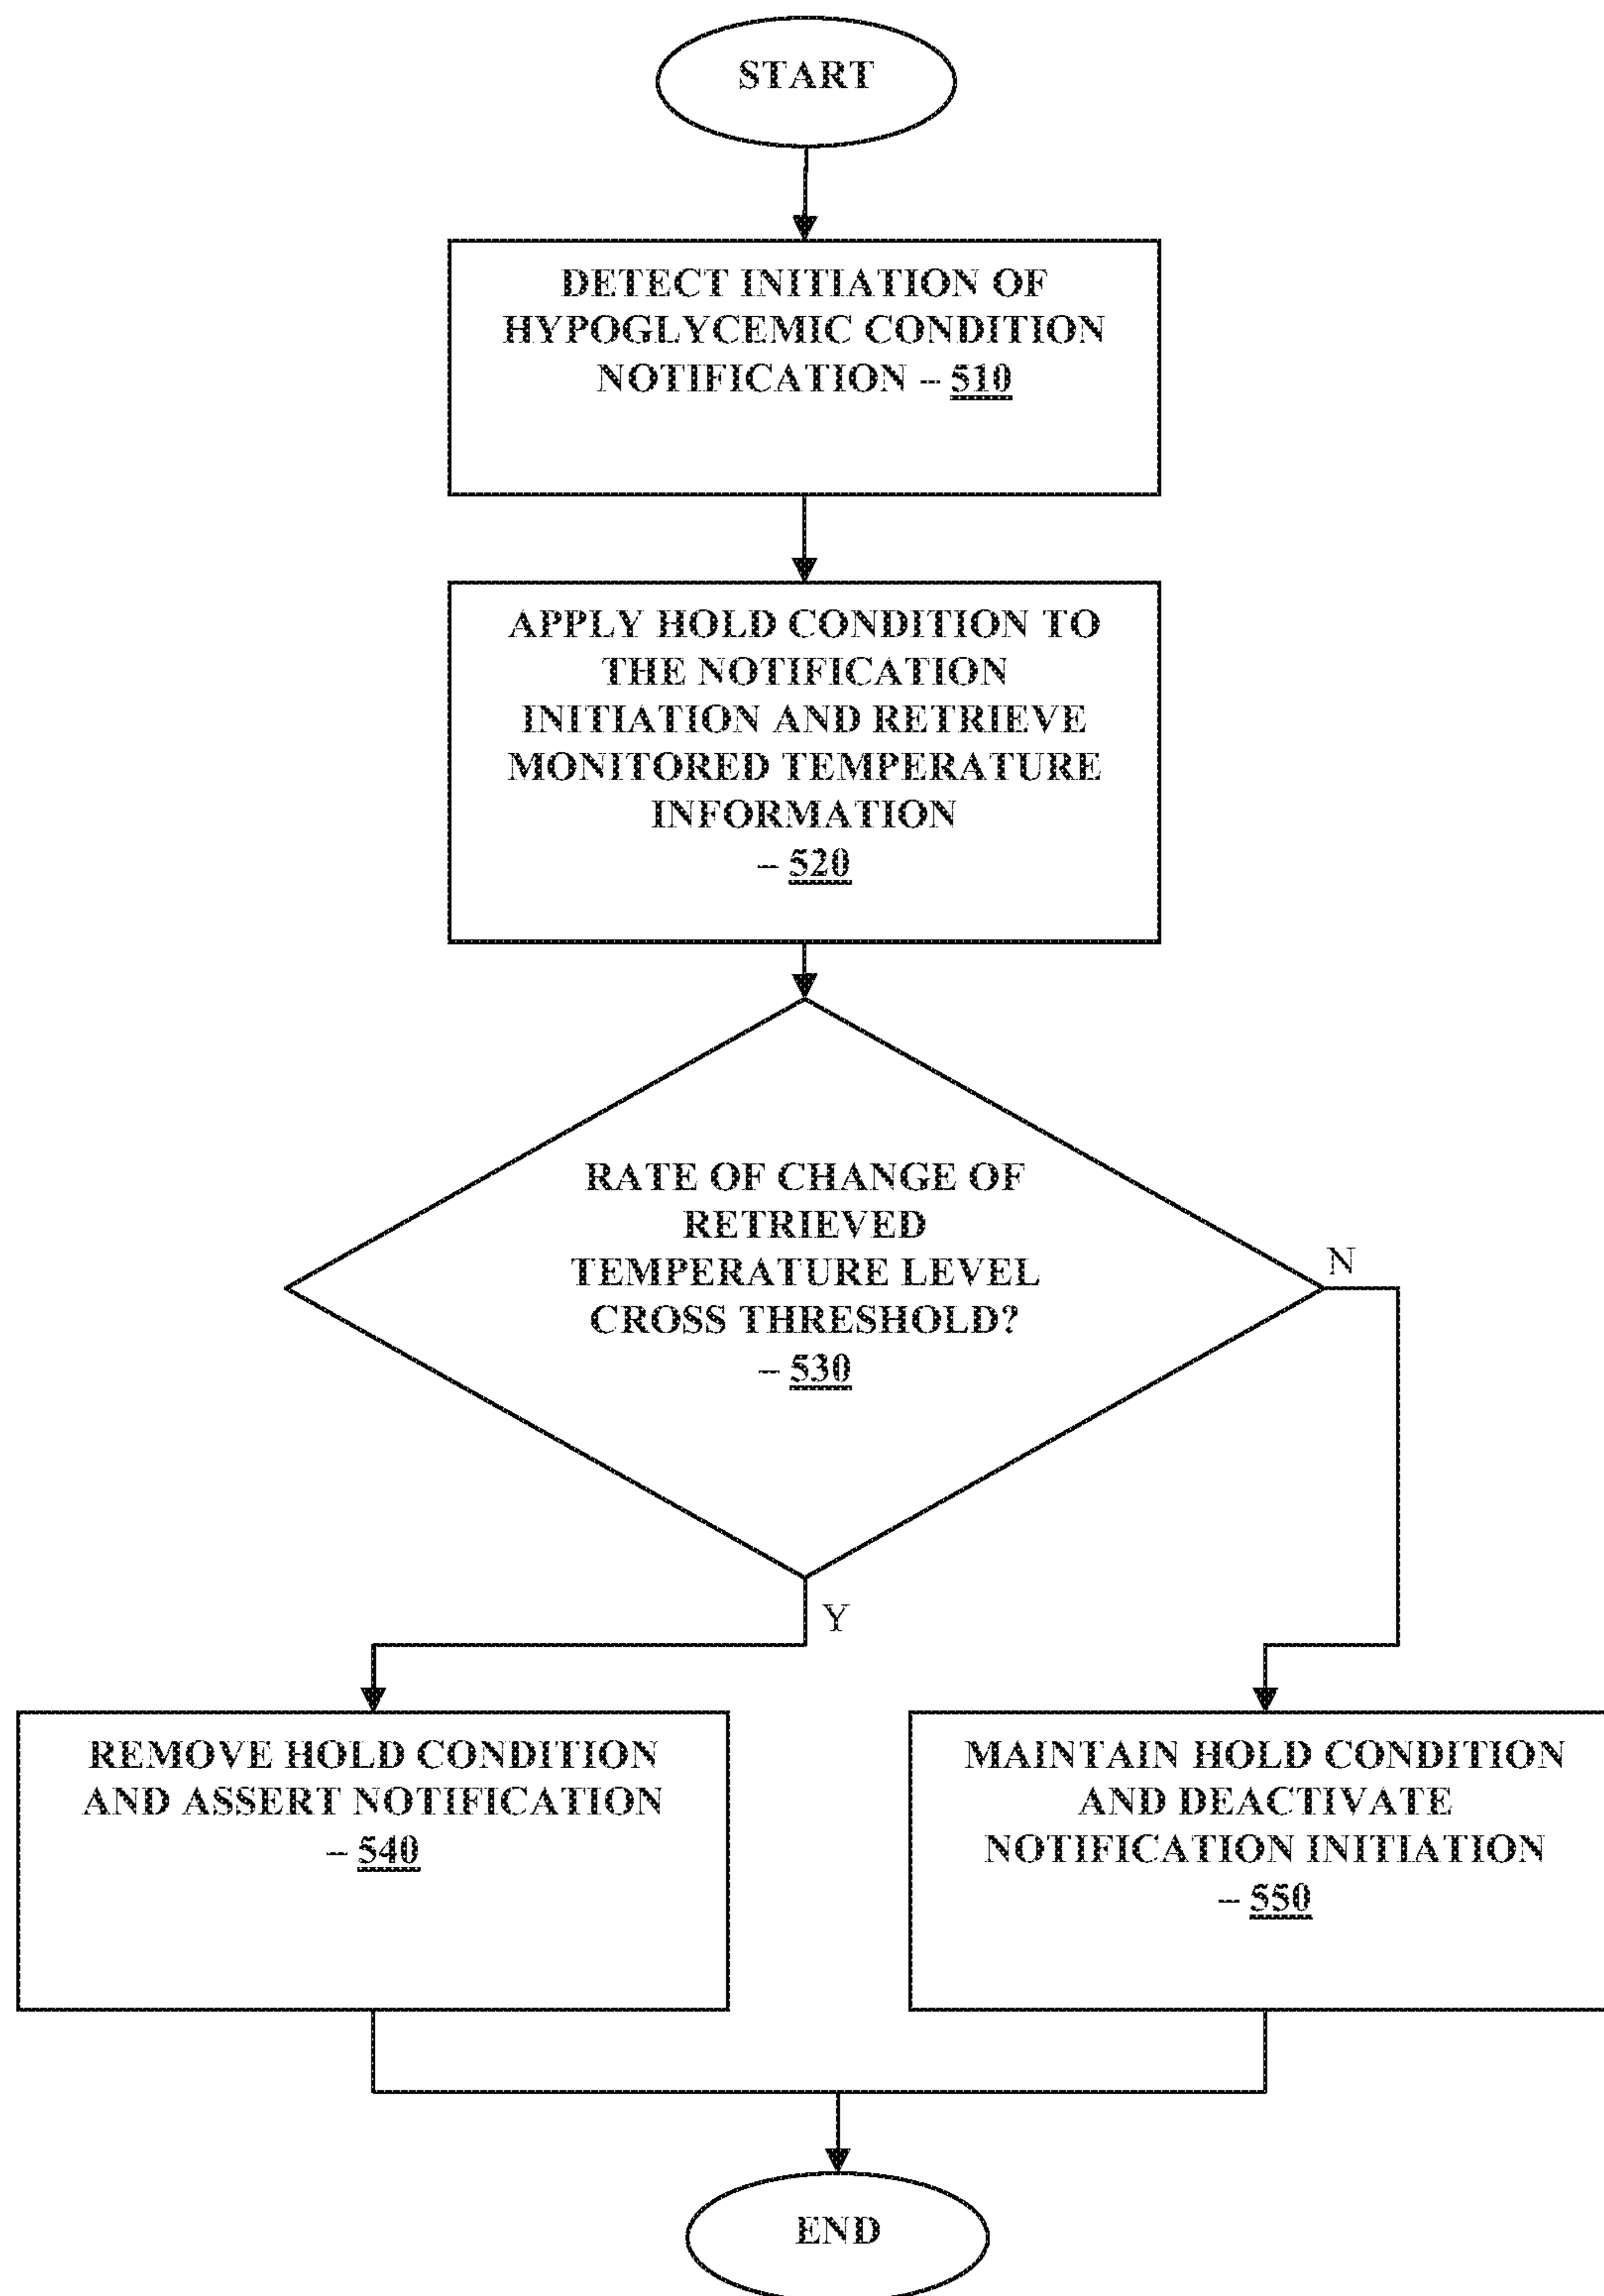 START
DETECT INITIATION OF
HYPOGLYCEMIC CONDITION
NOTIFICATION – 510
APPLY HOLD CONDITION TO
THE NOTIFICATION
INITIATION AND RETRIEVE
MONITORED TEMPERATURE
INFORMATION
– 520
RATE OF CHANGE OF
RETRIEVED
TEMPERATURE LEVEL
CROSS THRESHOLD?
– 530
N
Y
REMOVE HOLD CONDITION
AND ASSERT NOTIFICATION
– 540
MAINTAIN HOLD CONDITION
AND DEACTIVATE
NOTIFICATION INITIATION
– 550
END